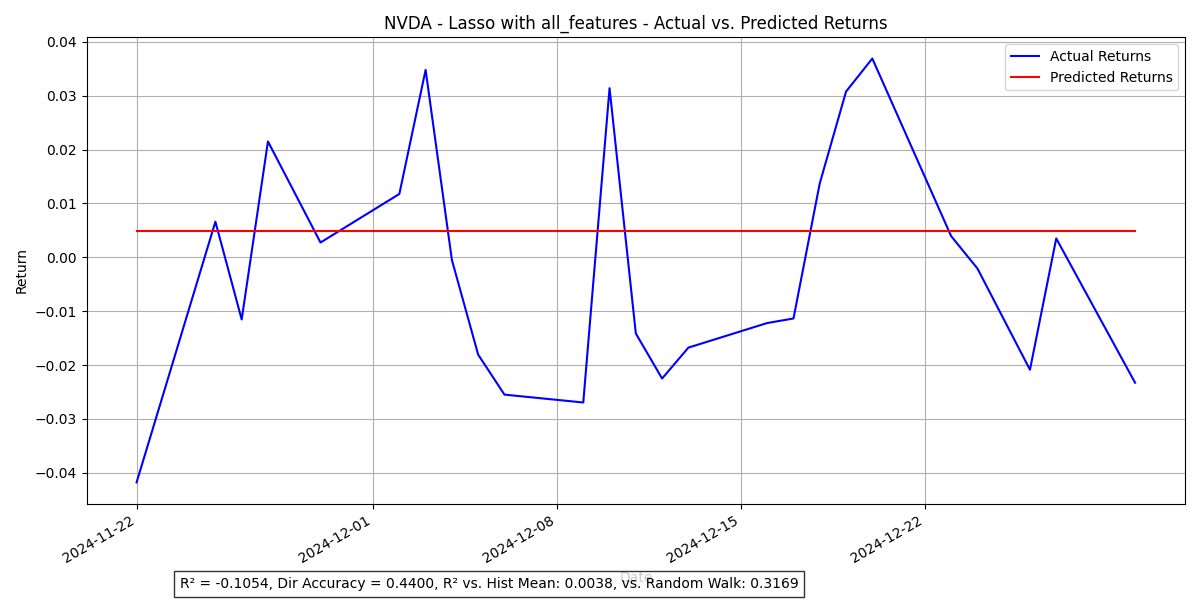 NVDA - Lasso with all_features - Actual vs. Predicted Returns
Actual Returns
Predicted Returns
0.04
0.03
0.02
0.01
0.00
−0.01
−0.02
−0.03
−0.04
Return
2024-11-22
2024-12-01
2024-12-08
2024-12-15
2024-12-22
Date
R² = -0.1054, Dir Accuracy = 0.4400, R² vs. Hist Mean: 0.0038, vs. Random Walk: 0.3169